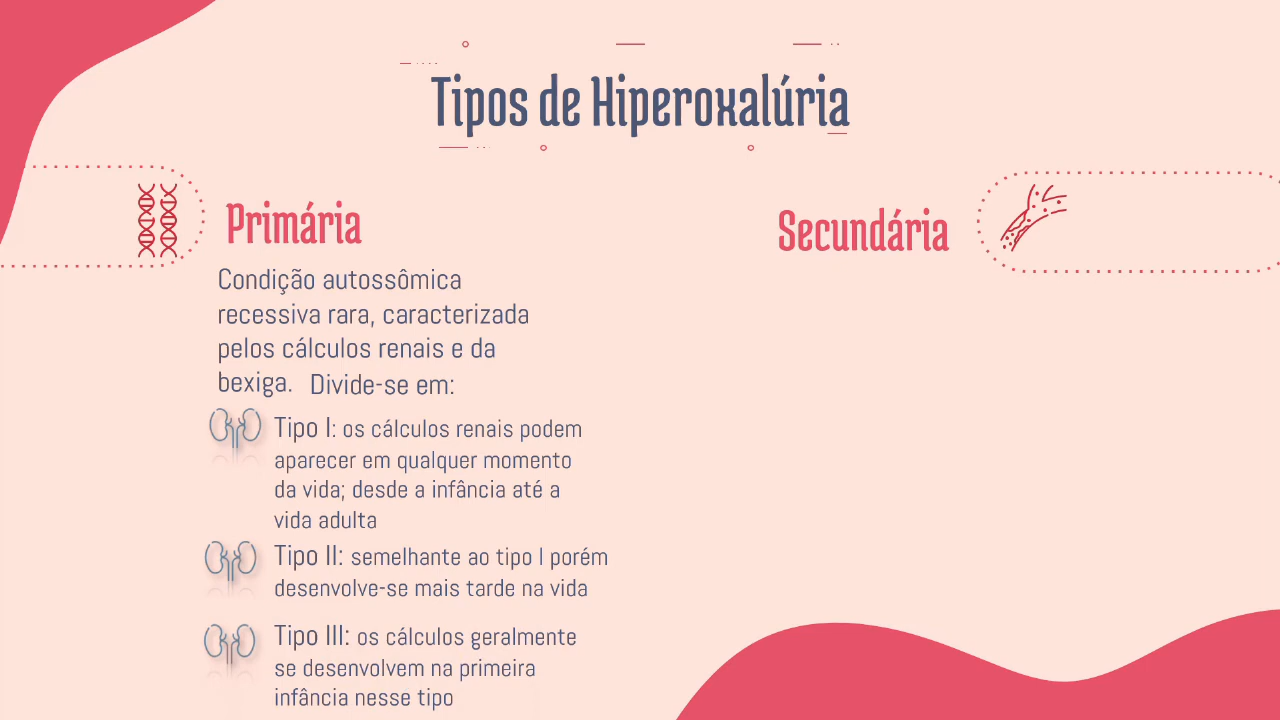 Tipos de Hiperoxalúria
Primária
Condição autossômica
recessiva rara, caracterizada
pelos cálculos renais e da
bexiga. Divide-se em:
Tipo I: os cálculos renais podem
aparecer em qualquer momento
da vida; desde a infância até a
vida adulta
Tipo II: semelhante ao tipo I porém
desenvolve-se mais tarde na vida
Tipo III: os cálculos geralmente
se desenvolvem na primeira
infância nesse tipo
Secundária